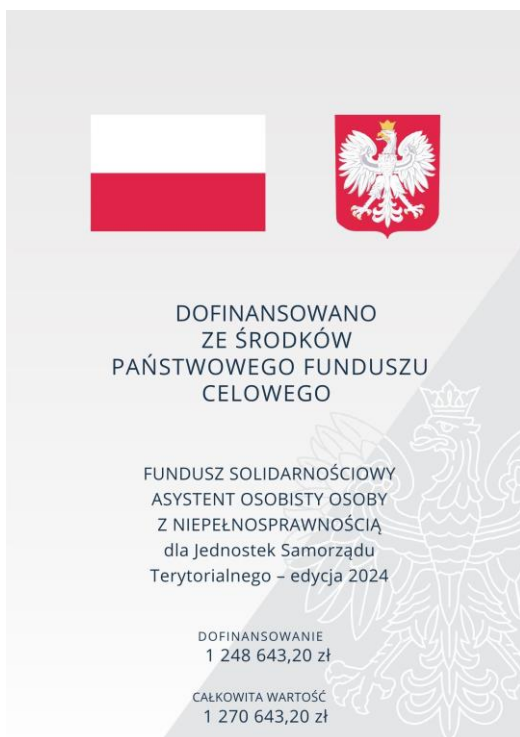 DOFINANSOWANO
ZE ŚRODKÓW
PAŃSTWOWEGO FUNDUSZU
CELOWEGO
FUNDUSZ SOLIDARNOŚCIOWY
ASYSTENT OSOBISTY OSOBY
Z NIEPEŁNOSPRAWNOŚCIĄ
dla Jednostek Samorządu
Terytorialnego – edycja 2024
DOFINANSOWANIE
1 248 643,20 zł
CAŁKOWITA WARTOŚĆ
1 270 643,20 zł